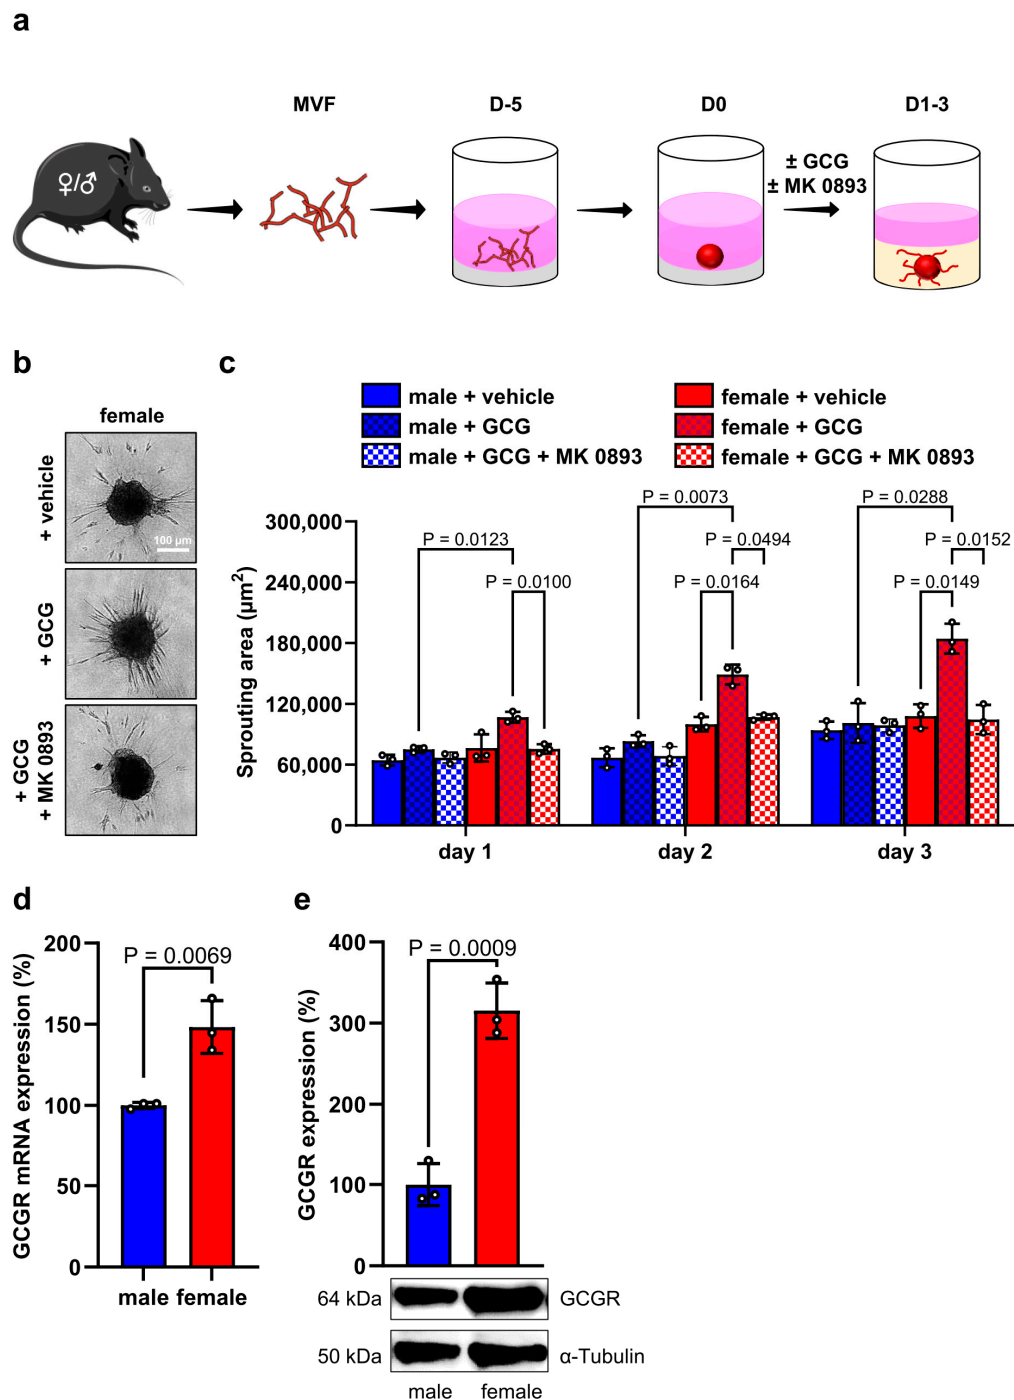 a
MVF
D-5
D0
D1-3
♀/♂
± GCG
± MK 0893
b
female
+ vehicle
100 µm
+ GCG
+ GCG
+ MK 0893
c
male + vehicle
male + GCG
male + GCG + MK 0893
female + vehicle
female + GCG
female + GCG + MK 0893
Sprouting area (µm²)
300,000
240,000
180,000
120,000
60,000
0
P = 0.0123
P = 0.0100
P = 0.0073
P = 0.0494
P = 0.0164
P = 0.0288
P = 0.0152
P = 0.0149
day 1
day 2
day 3
d
GCGR mRNA expression (%)
200
150
100
50
0
P = 0.0069
male
female
e
GCGR expression (%)
400
300
200
100
0
P = 0.0009
64 kDa
GCGR
50 kDa
α-Tubulin
male
female